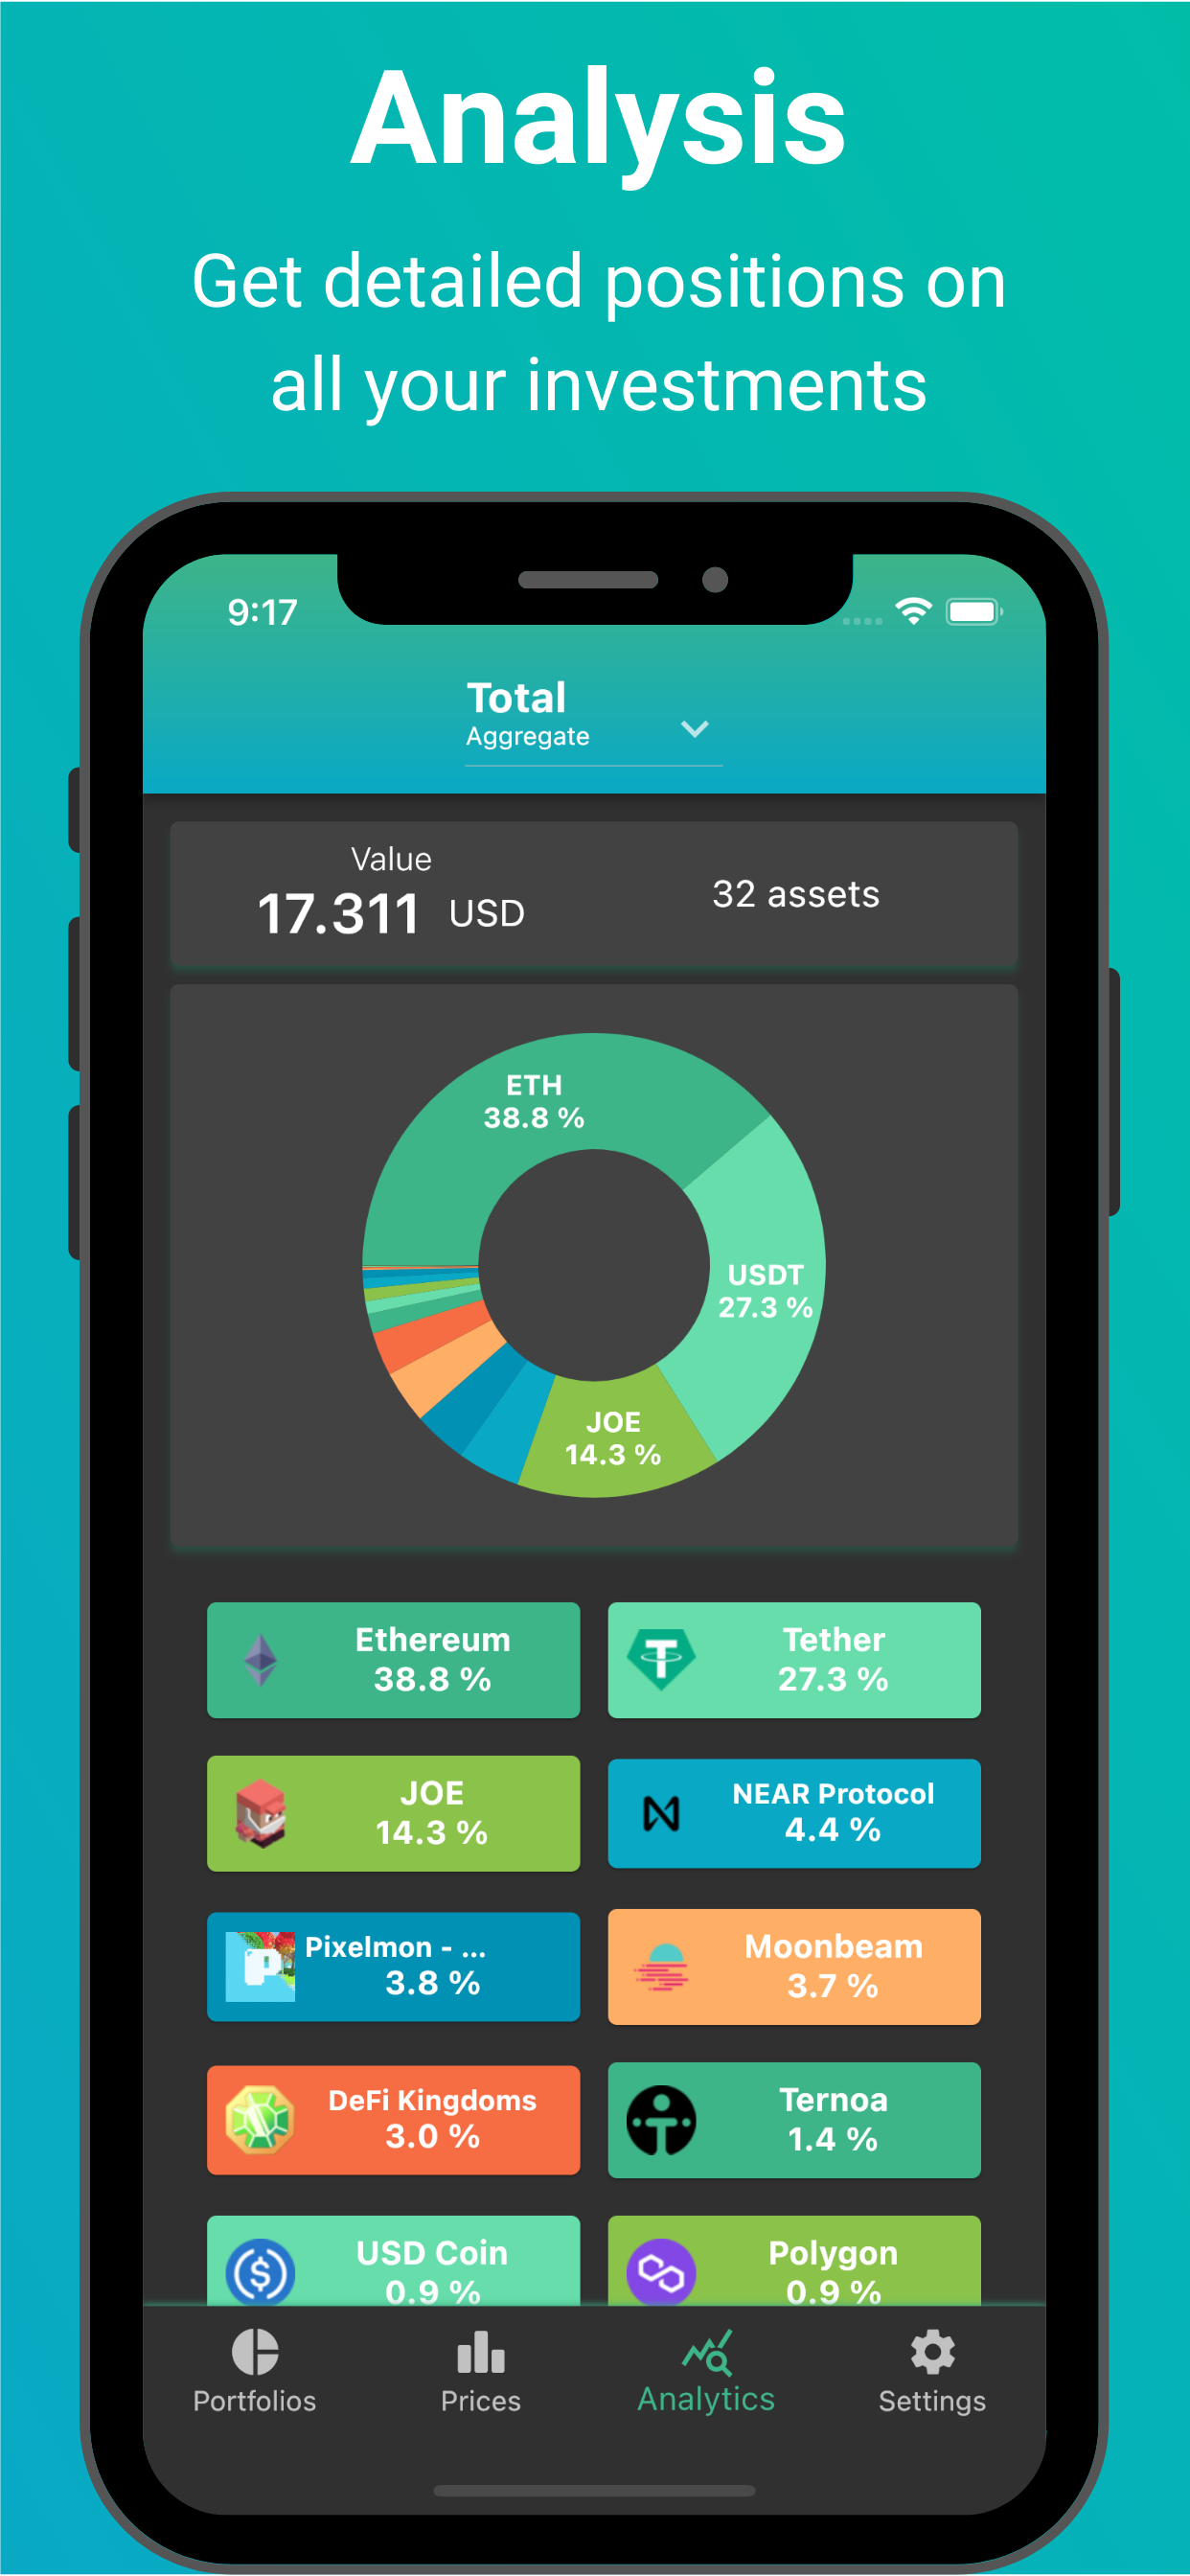 Analysis
Get detailed positions on
all your investments
9:17
Total
Aggregate
Value
17.311 USD
32 assets
ETH
38.8 %
USDT
27.3 %
JOE
14.3 %
Ethereum
38.8 %
Tether
27.3 %
JOE
14.3 %
NEAR Protocol
4.4 %
Pixelmon - ...
3.8 %
Moonbeam
3.7 %
DeFi Kingdoms
3.0 %
Ternoa
1.4 %
USD Coin
0.9 %
Polygon
0.9 %
Portfolios
Prices
Analytics
Settings